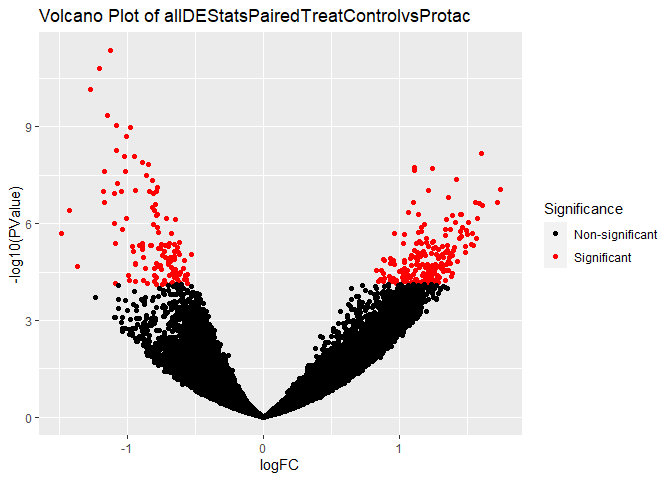 Volcano Plot of allDEStatsPairedTreatControlvsProtac
-log10(PValue)
9
6
3
0
-1
0
1
logFC
Significance
Non-significant
Significant